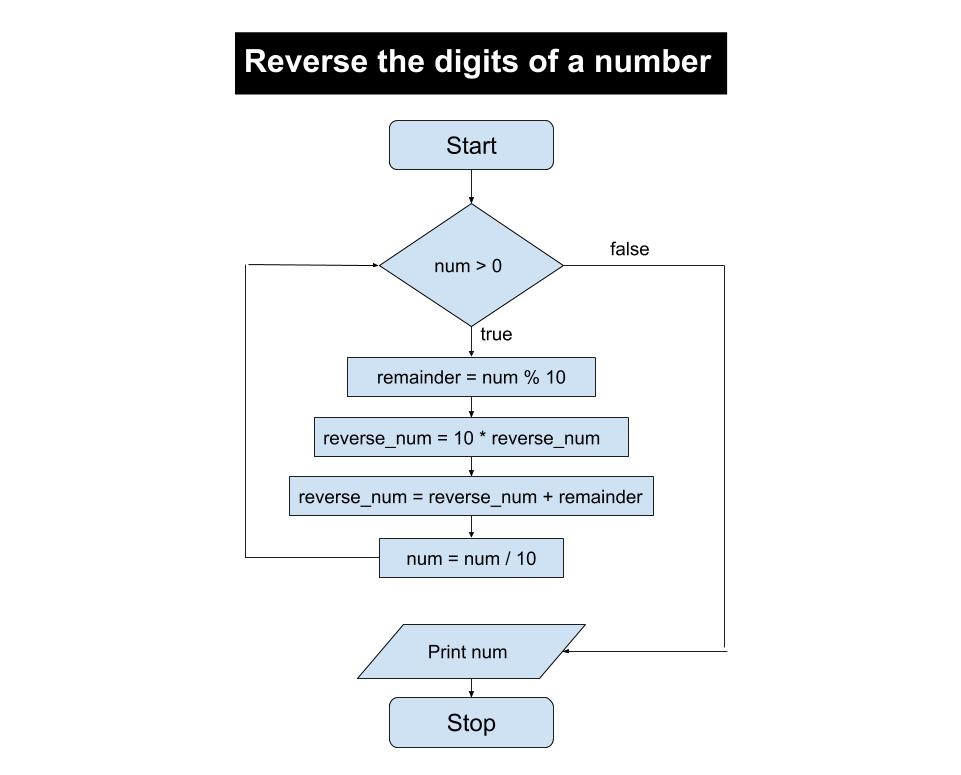 Reverse the digits of a number
Start
num > 0
false
true
remainder = num % 10
reverse_num = 10 * reverse_num
reverse_num = reverse_num + remainder
num = num / 10
Print num
Stop